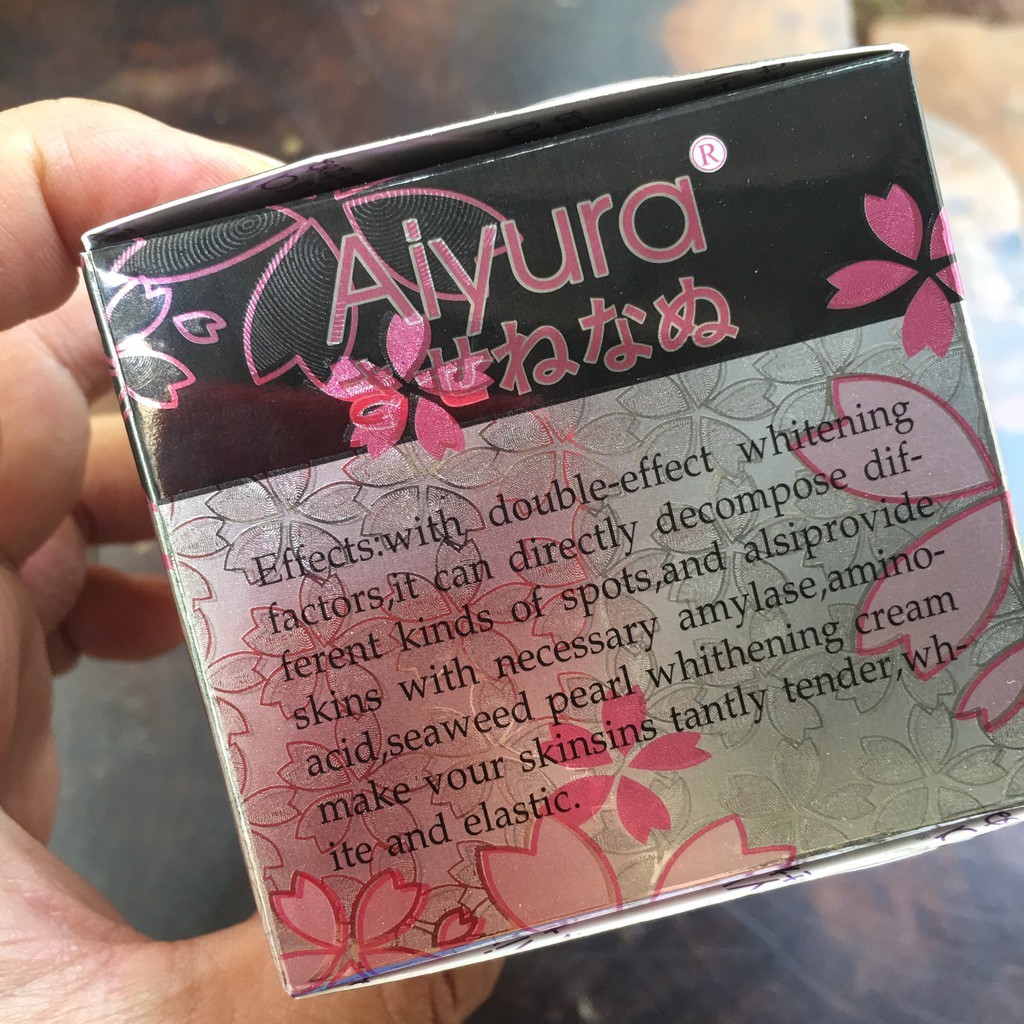 Aiyura®
させねなぬ
Effects:with double-effect whitening
factors,it can directly decompose dif-
ferent kinds of spots,and alsiprovide
skins with necessary amylase,amino-
acid,seaweed pearl whithening cream
make your skinsins tantly tender,wh-
ite and elastic.